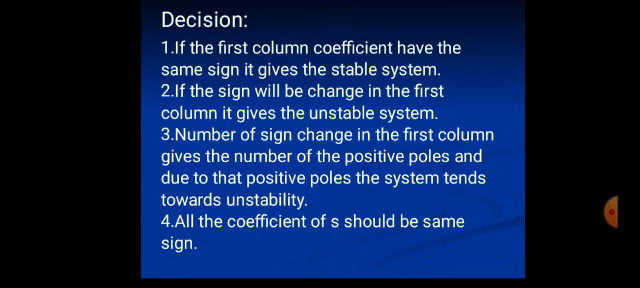 Decision:
1.If the first column coefficient have the
same sign it gives the stable system.
2.If the sign will be change in the first
column it gives the unstable system.
3.Number of sign change in the first column
gives the number of the positive poles and
due to that positive poles the system tends
towards unstability.
4.All the coefficient of s should be same
sign.